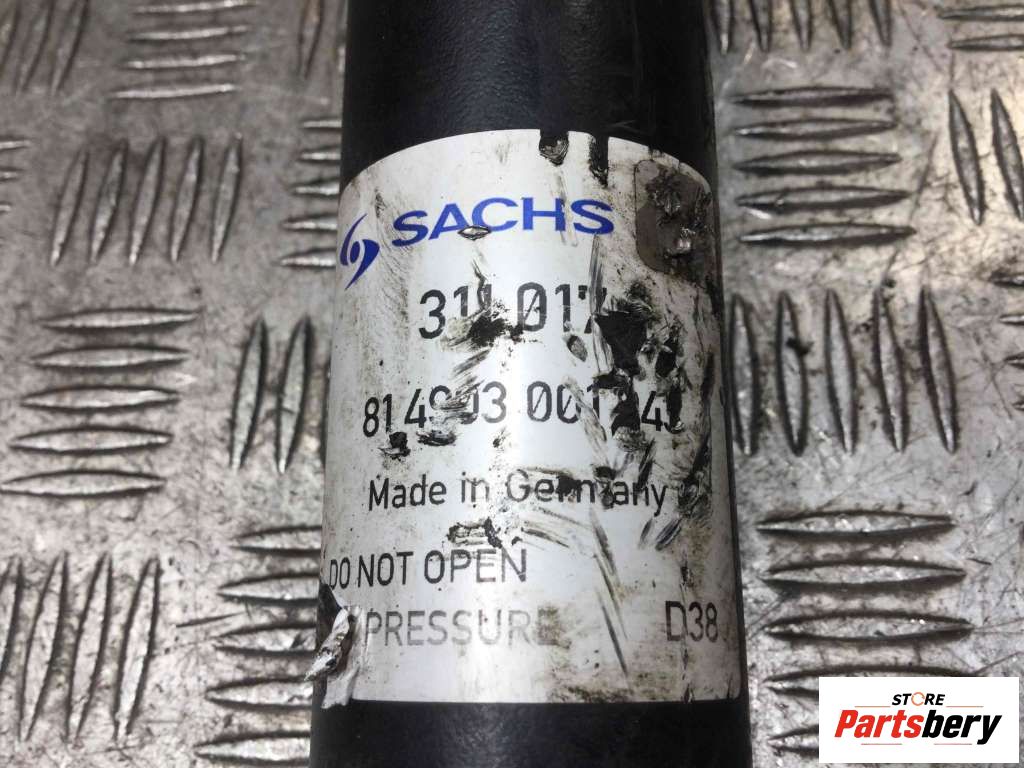 SACHS
Made in Germany
DO NOT OPEN
PRESSURE D38
STORE
Partsbery